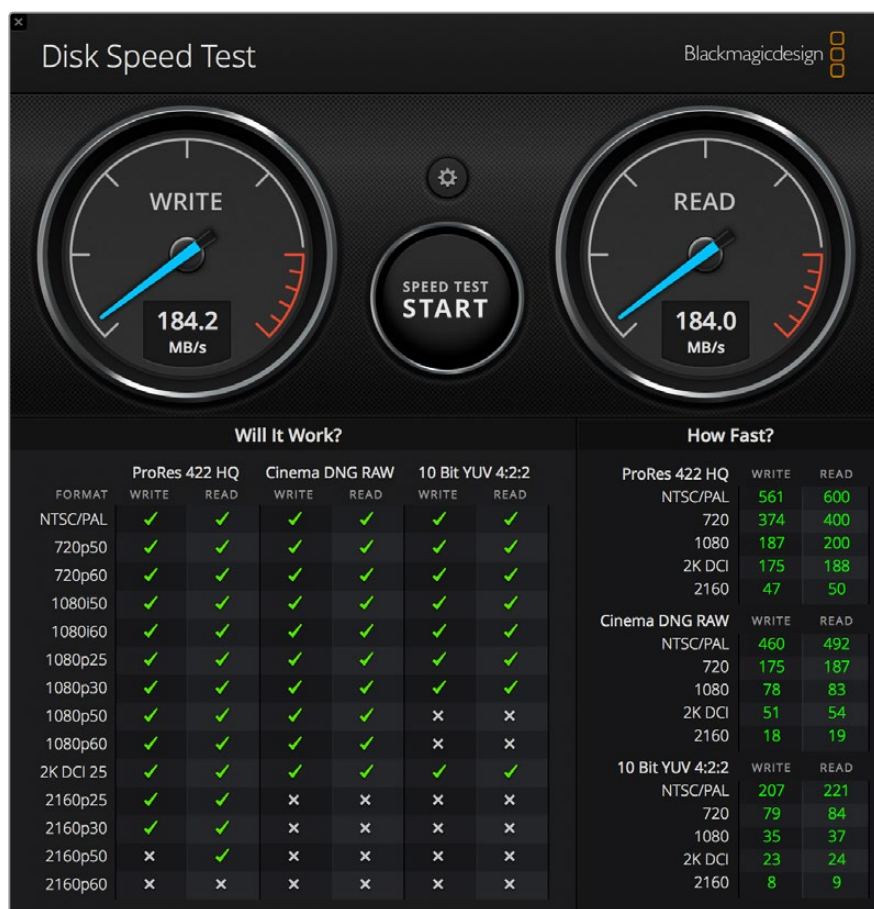 Disk Speed Test
Blackmagicdesign
WRITE
184.2
MB/s
SPEED TEST
START
READ
184.0
MB/s
Will It Work?
ProRes 422 HQ Cinema DNG RAW 10 Bit YUV 4:2:2
FORMAT WRITE READ WRITE READ WRITE READ
NTSC/PAL ✓ ✓ ✓ ✓ ✓ ✓
720p50 ✓ ✓ ✓ ✓ ✓ ✓
720p60 ✓ ✓ ✓ ✓ ✓ ✓
1080i50 ✓ ✓ ✓ ✓ ✓ ✓
1080i60 ✓ ✓ ✓ ✓ ✓ ✓
1080p25 ✓ ✓ ✓ ✓ ✓ ✓
1080p30 ✓ ✓ ✓ ✓ ✓ ✓
1080p50 ✓ ✓ ✓ ✓ × ×
1080p60 ✓ ✓ ✓ ✓ × ×
2K DCI 25 ✓ ✓ ✓ ✓ ✓ ✓
2160p25 ✓ ✓ × × × ×
2160p30 ✓ ✓ × × × ×
2160p50 × ✓ × × × ×
2160p60 × × × × × ×
How Fast?
ProRes 422 HQ WRITE READ
NTSC/PAL 561 600
720 374 400
1080 187 200
2K DCI 175 188
2160 47 50
Cinema DNG RAW WRITE READ
NTSC/PAL 460 492
720 175 187
1080 78 83
2K DCI 51 54
2160 18 19
10 Bit YUV 4:2:2 WRITE READ
NTSC/PAL 207 221
720 79 84
1080 35 37
2K DCI 23 24
2160 8 9